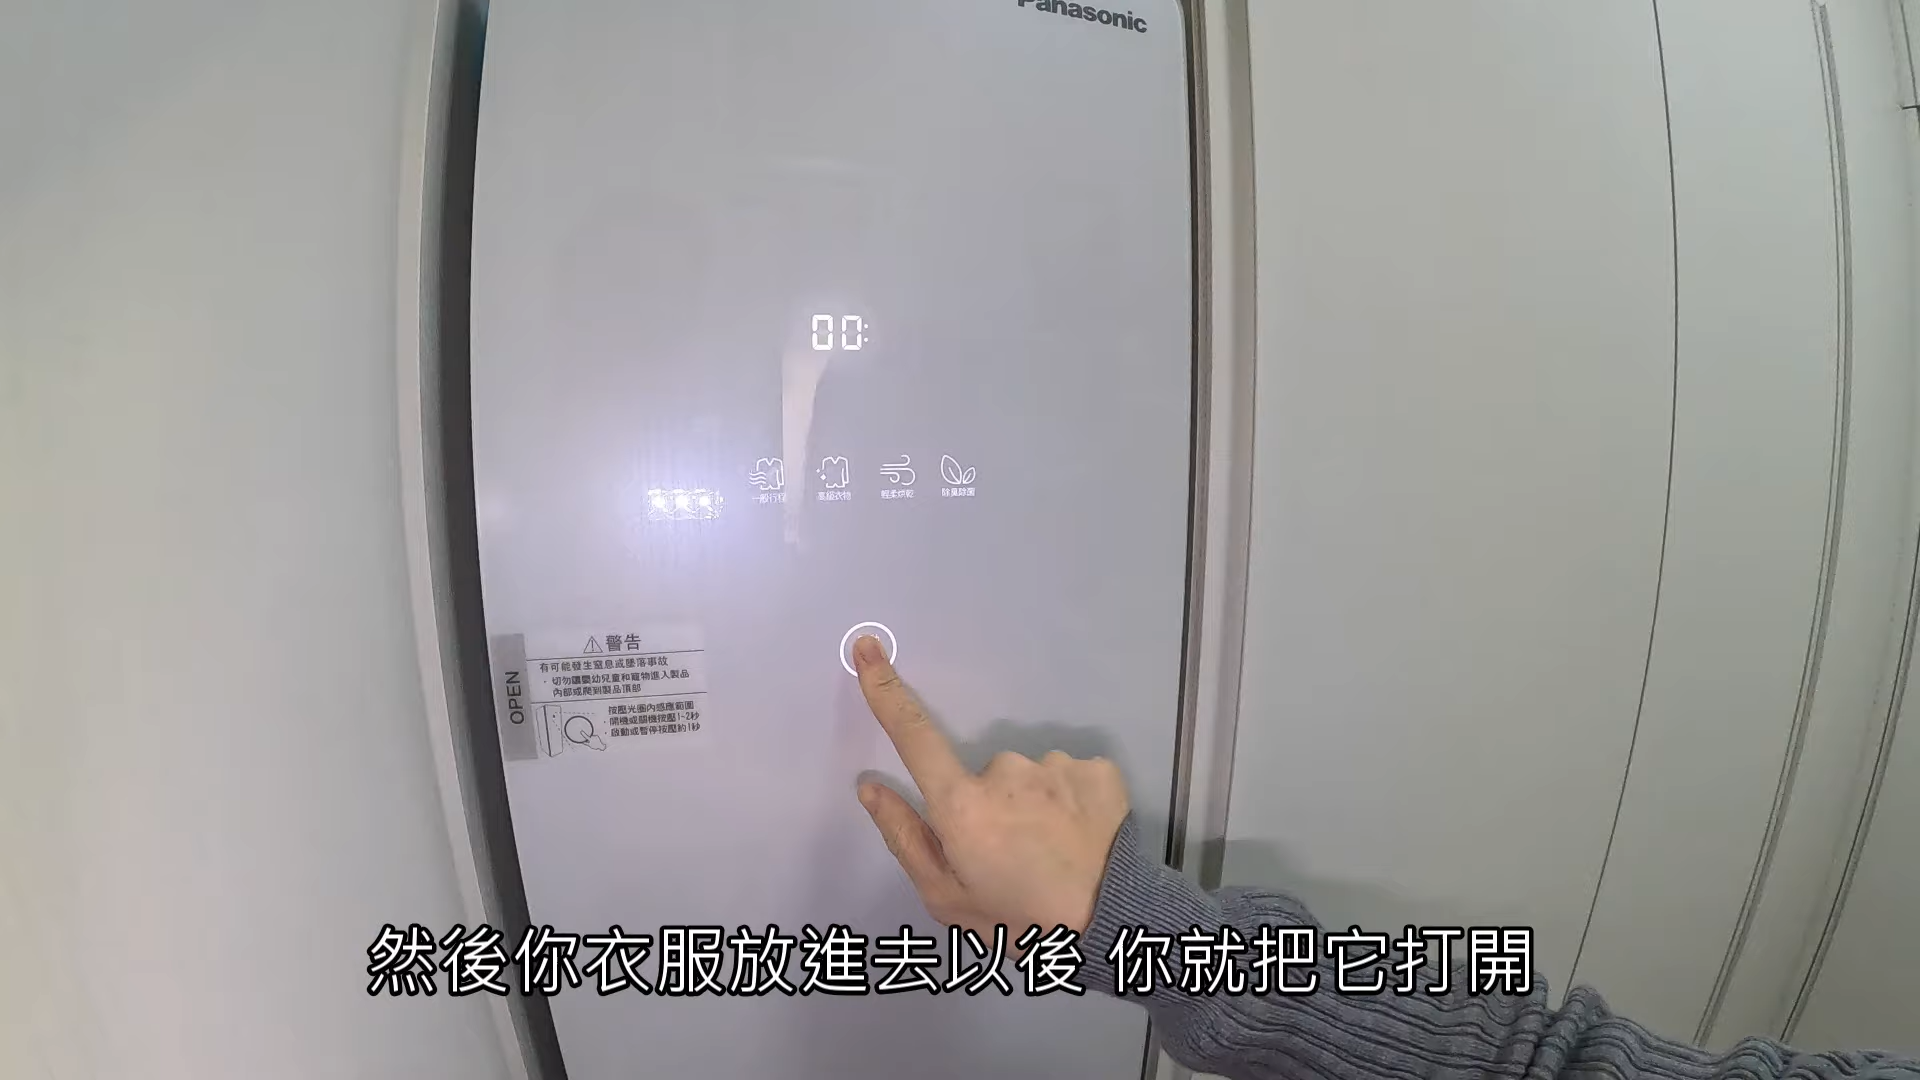 Panasonic
00:
一般行程
高級衣物
輕柔烘乾
除臭除菌
OPEN
⚠警告
有可能發生窒息或墜落事故
・切勿讓嬰幼兒童和寵物進入製品
內部或爬到製品頂部
按壓光圈內感應範圍
・開機或關機按壓1-2秒
・啟動或暫停按壓約1秒
然後你衣服放進去以後 你就把它打開